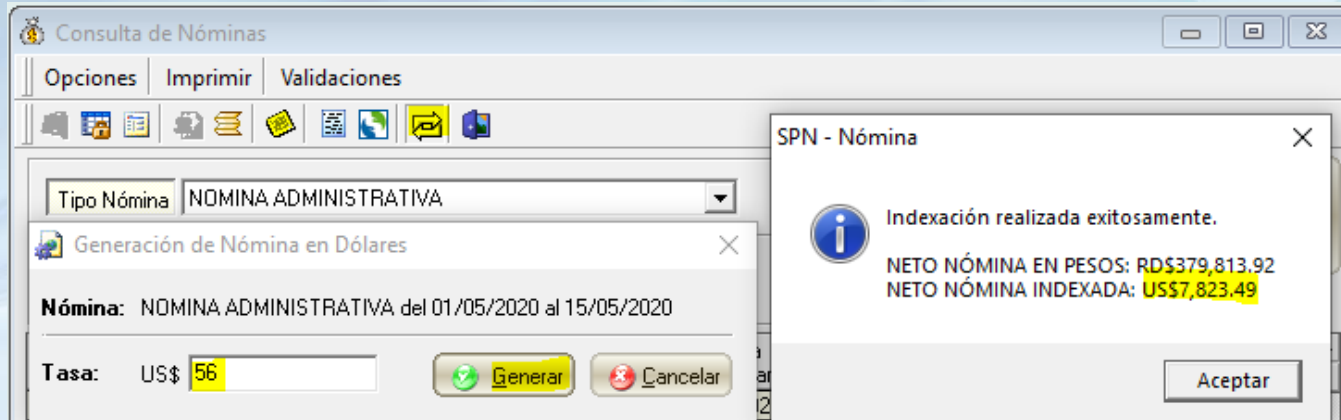 Consulta de Nóminas
Opciones Imprimir Validaciones
Tipo Nómina NOMINA ADMINISTRATIVA
Generación de Nómina en Dólares
Nómina: NOMINA ADMINISTRATIVA del 01/05/2020 al 15/05/2020
Tasa: US$ 56 Generar Cancelar
SPN - Nómina
Indexación realizada exitosamente.
NETO NÓMINA EN PESOS: RD$379,813.92
NETO NÓMINA INDEXADA: US$7,823.49
Aceptar